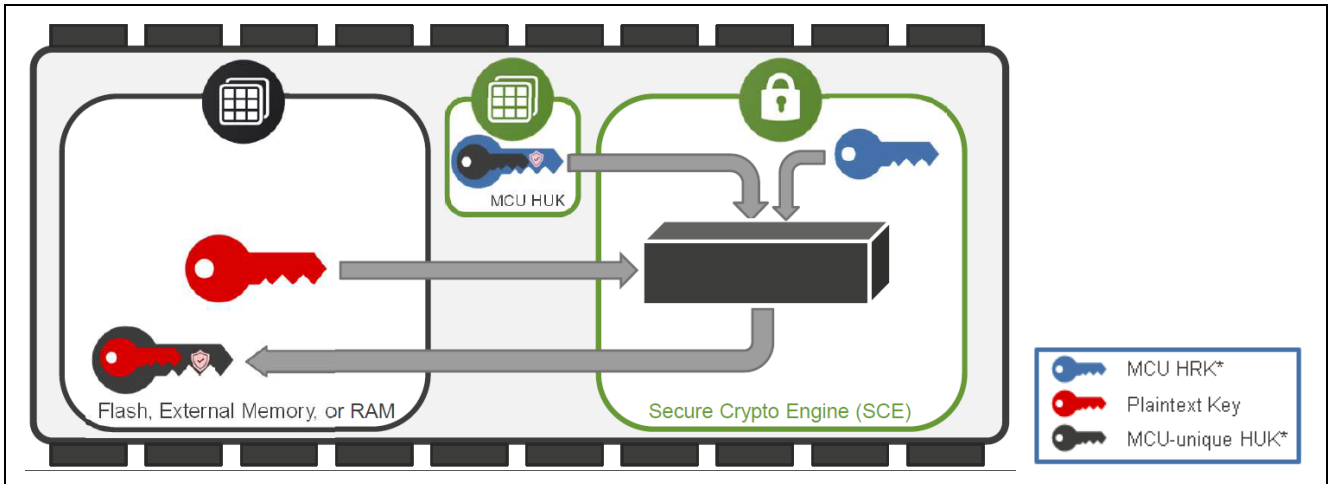 MCU HUK
Flash, External Memory, or RAM
Secure Crypto Engine (SCE)
MCU HRK*
Plaintext Key
MCU-unique HUK*